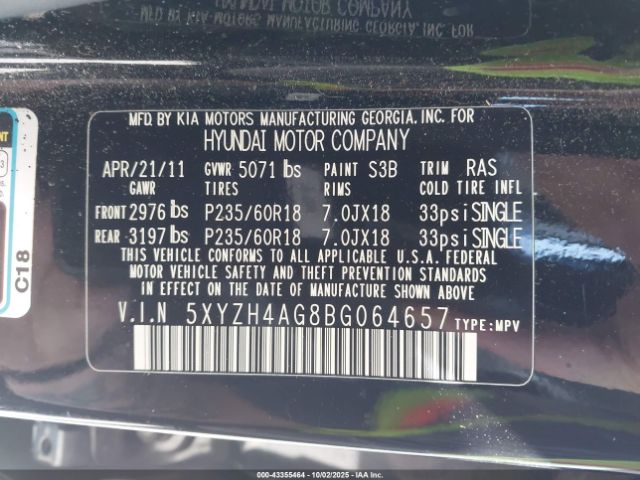 MFD. BY KIA MOTORS MANUFACTURING GEORGIA, INC. FOR
HYUNDAI MOTOR COMPANY
APR/21/11 GVWR 5071 lbs PAINT S3B TRIM RAS
GAWR TIRES RIMS COLD TIRE INFL
FRONT 2976 lbs P235/60R18 7.0JX18 33psi SINGLE
REAR 3197 lbs P235/60R18 7.0JX18 33psi SINGLE
THIS VEHICLE CONFORMS TO ALL APPLICABLE U.S.A. FEDERAL
MOTOR VEHICLE SAFETY AND THEFT PREVENTION STANDARDS
IN EFFECT ON THE DATE OF MANUFACTURE SHOWN ABOVE
V.I.N 5XYZH4AG8BG064657 TYPE: MPV
C18
000-43355464 - 10/02/2025 - IAAI.COM